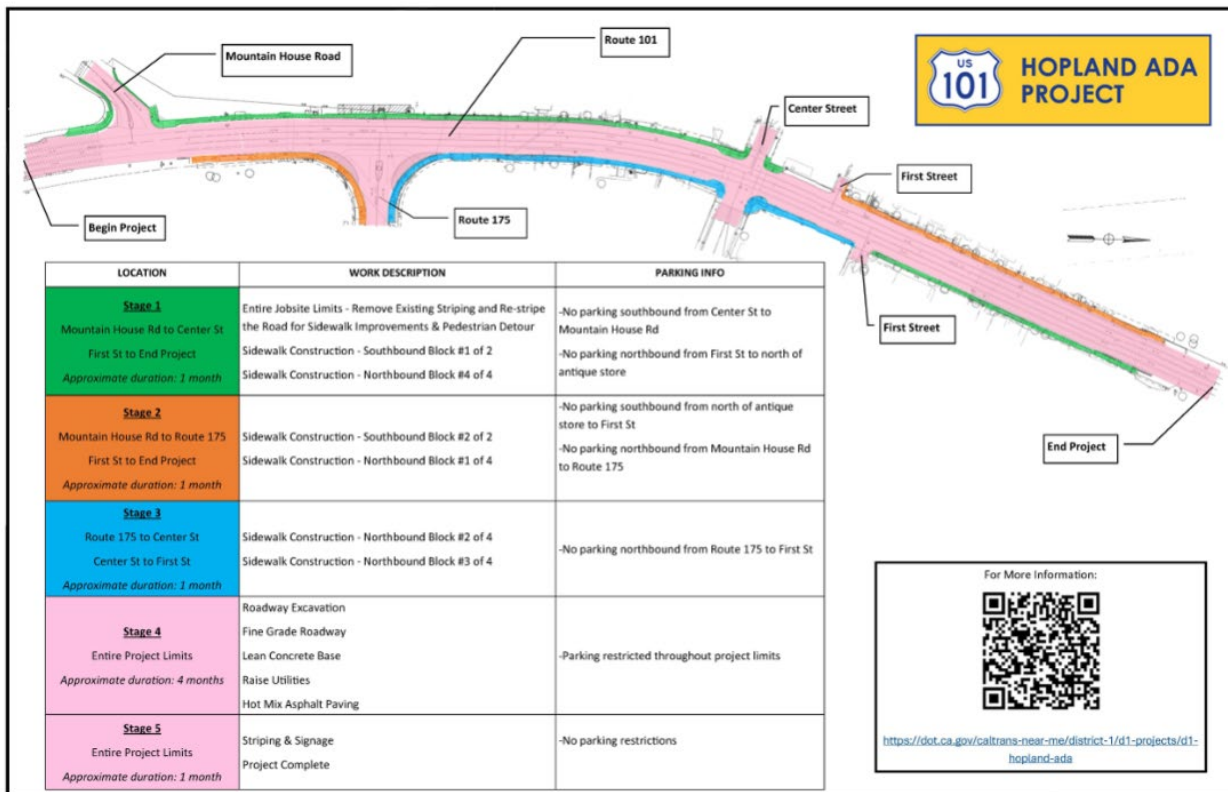 Mountain House Road
Route 101
US
101
HOPLAND ADA
PROJECT
Center Street
First Street
Begin Project
Route 175
First Street
End Project
LOCATION
WORK DESCRIPTION
PARKING INFO
Stage 1
Mountain House Rd to Center St
First St to End Project
Approximate duration: 1 month
Entire Jobsite Limits - Remove Existing Striping and Re-stripe
the Road for Sidewalk Improvements & Pedestrian Detour
Sidewalk Construction - Southbound Block #1 of 2
Sidewalk Construction - Northbound Block #4 of 4
-No parking southbound from Center St to
Mountain House Rd
-No parking northbound from First St to north of
antique store
Stage 2
Mountain House Rd to Route 175
First St to End Project
Approximate duration: 1 month
Sidewalk Construction - Southbound Block #2 of 2
Sidewalk Construction - Northbound Block #1 of 4
-No parking southbound from north of antique
store to First St
-No parking northbound from Mountain House Rd
to Route 175
Stage 3
Route 175 to Center St
Center St to First St
Approximate duration: 1 month
Sidewalk Construction - Northbound Block #2 of 4
Sidewalk Construction - Northbound Block #3 of 4
-No parking northbound from Route 175 to First St
Stage 4
Entire Project Limits
Approximate duration: 4 months
Roadway Excavation
Fine Grade Roadway
Lean Concrete Base
Raise Utilities
Hot Mix Asphalt Paving
-Parking restricted throughout project limits
Stage 5
Entire Project Limits
Approximate duration: 1 month
Striping & Signage
Project Complete
-No parking restrictions
For More Information:
https://dot.ca.gov/caltrans-near-me/district-1/d1-projects/d1-
hopland-ada